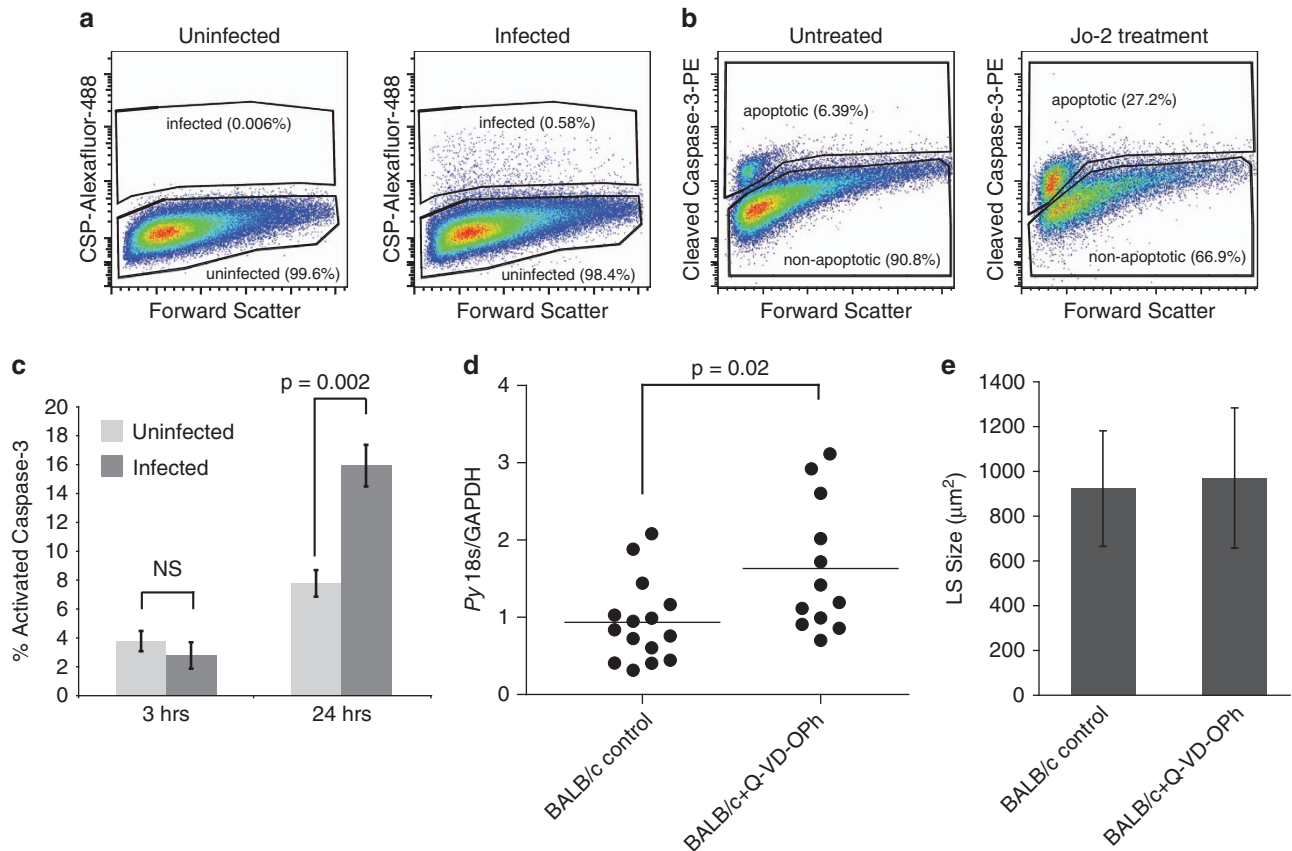 a
Uninfected
Infected
CSP-Alexafluor-488
infected (0.006%)
uninfected (99.6%)
Forward Scatter
CSP-Alexafluor-488
infected (0.58%)
uninfected (98.4%)
Forward Scatter
b
Untreated
Jo-2 treatment
Cleaved Caspase-3-PE
apoptotic (6.39%)
non-apoptotic (90.8%)
Forward Scatter
Cleaved Caspase-3-PE
apoptotic (27.2%)
non-apoptotic (66.9%)
Forward Scatter
c
% Activated Caspase-3
20
18
16
14
12
10
8
6
4
2
0
Uninfected
Infected
NS
p = 0.002
3 hrs
24 hrs
d
Py 18s/GAPDH
4
3
2
1
0
p = 0.02
BALB/c control
BALB/c+Q-VD-OPh
e
LS Size (μm²)
1400
1200
1000
800
600
400
200
0
BALB/c control
BALB/c+Q-VD-OPh